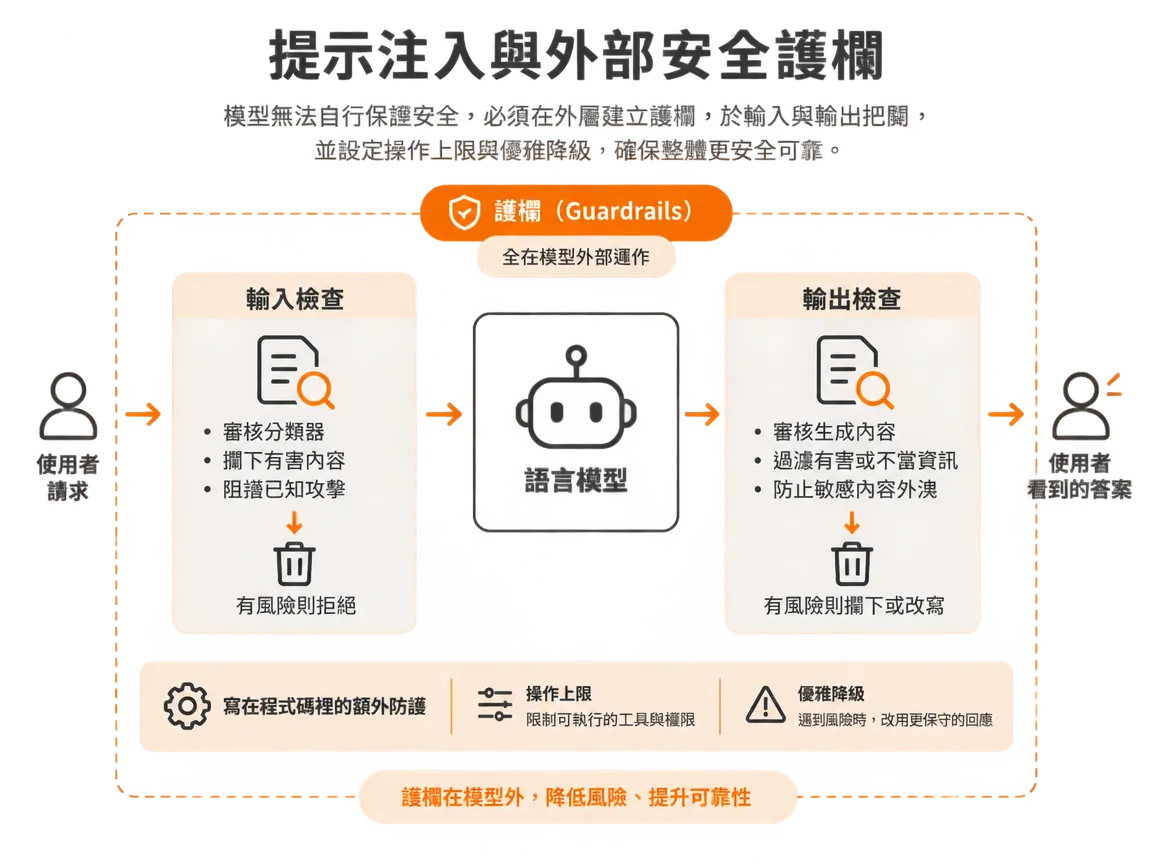 提示注入與外部安全護欄
模型無法自行保證安全，必須在外層建立護欄，於輸入與輸出把關，
並設定操作上限與優雅降級，確保整體更安全可靠。
護欄（Guardrails）
全在模型外部運作
輸入檢查
• 審核分類器
• 攔下有害內容
• 阻擋已知攻擊
有風險則拒絕
使用者
請求
語言模型
輸出檢查
• 審核生成內容
• 過濾有害或不當資訊
• 防止敏感內容外洩
有風險則攔下或改寫
使用者
看到的答案
寫在程式碼裡的額外防護
操作上限
限制可執行的工具與權限
優雅降級
遇到風險時，改用更保守的回應
護欄在模型外，降低風險、提升可靠性